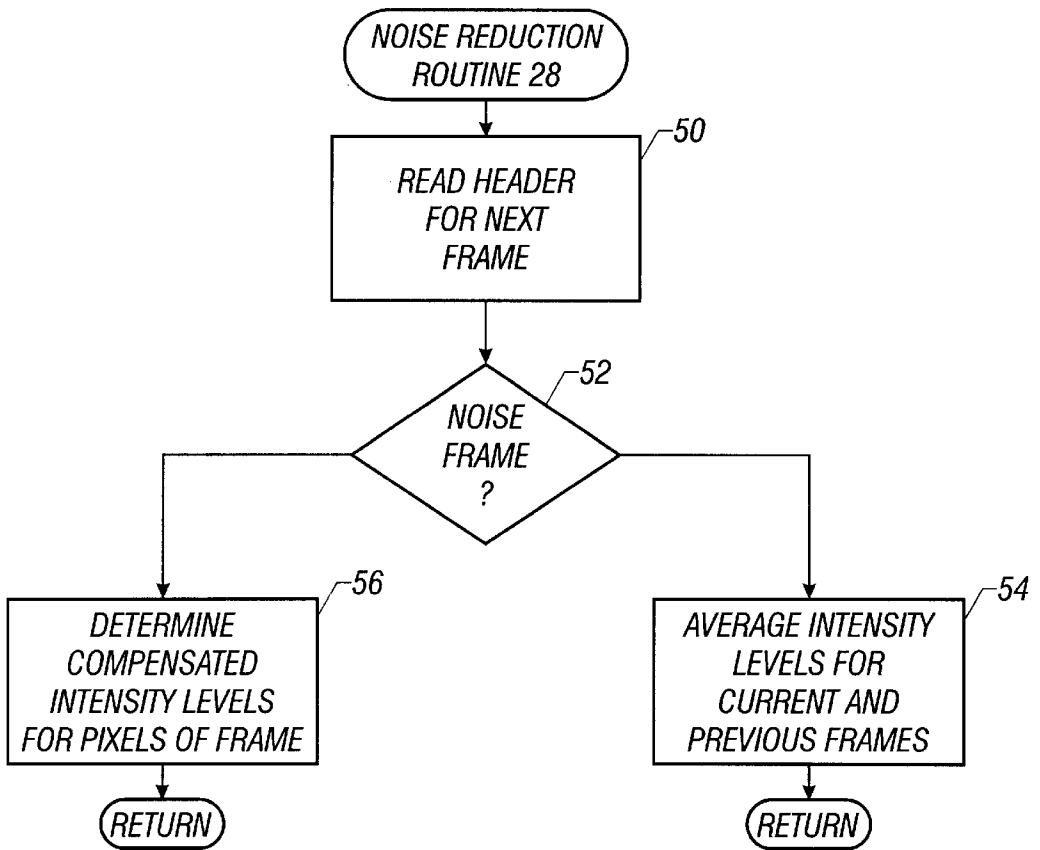 NOISE REDUCTION
ROUTINE 28
50
READ HEADER
FOR NEXT
FRAME
52
NOISE
FRAME
?
56
DETERMINE
COMPENSATED
INTENSITY LEVELS
FOR PIXELS OF FRAME
54
AVERAGE INTENSITY
LEVELS FOR
CURRENT AND
PREVIOUS FRAMES
RETURN
RETURN